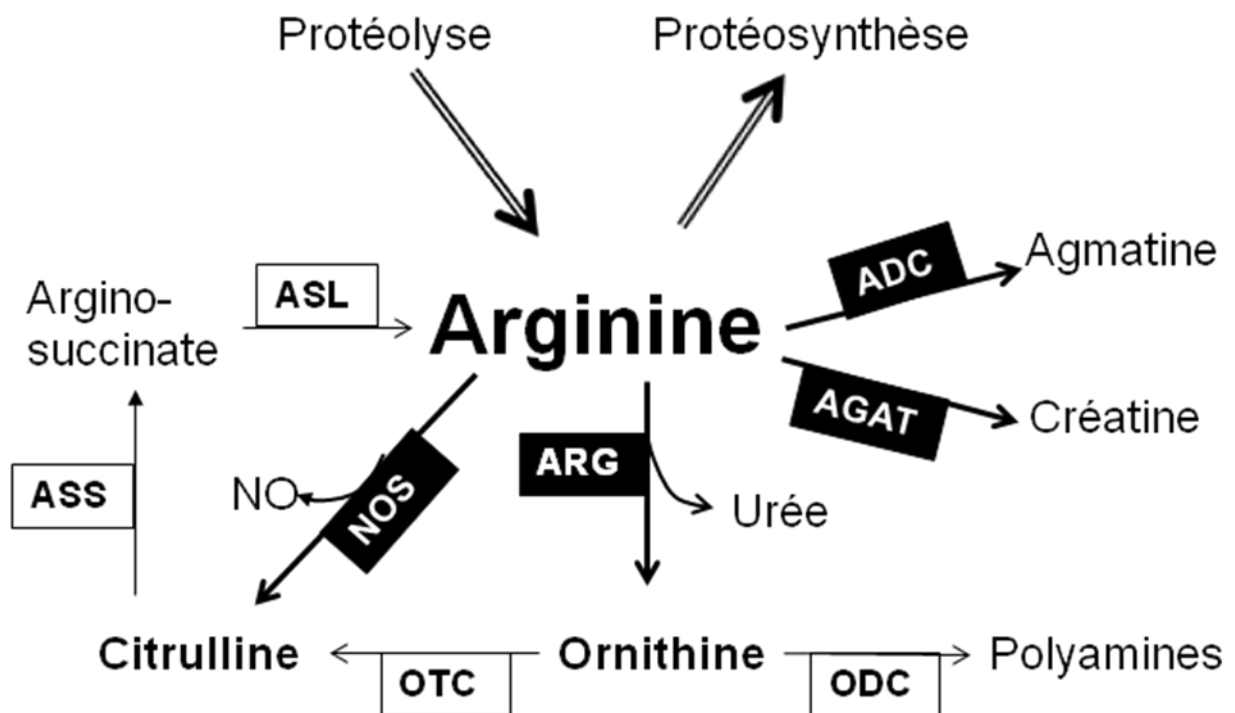 Protéolyse
Protéosynthèse
ADC
Agmatine
Argino-
succinate
ASL
Arginine
AGAT
Créatine
ASS
NO
NOS
ARG
Urée
Citrulline
OTC
Ornithine
ODC
Polyamines